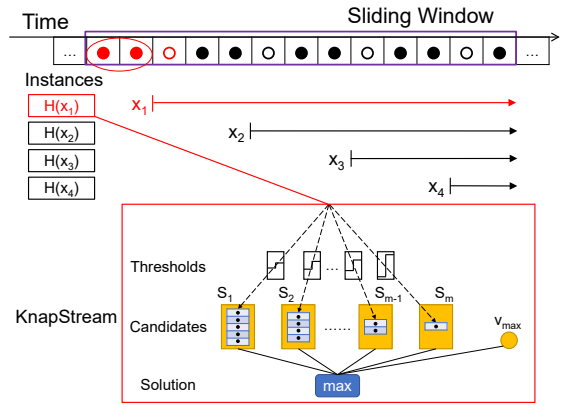 Time
Sliding Window
... ...
Instances
H(x₁)
H(x₂)
H(x₃)
H(x₄)
x₁
x₂
x₃
x₄
Thresholds
...
S₁ S₂ Sₘ₋₁ Sₘ
KnapStream
Candidates
......
vₘₐₓ
Solution
max